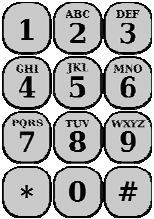 ABC DEF
1 2 3
GHI JKL MNO
4 5 6
PQRS TUV WXYZ
7 8 9
* 0 #